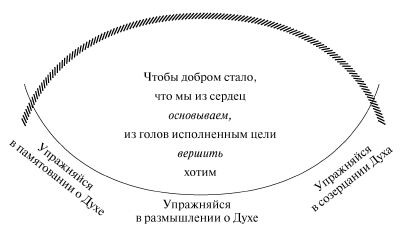 Чтобы добром стало,
что мы из сердец
основываем,
из голов исполненным цели
вершить
хотим
Упражняйся
в памятовании о Духе
Упражняйся
в размышлении о Духе
Упражняйся
в созерцании Духа